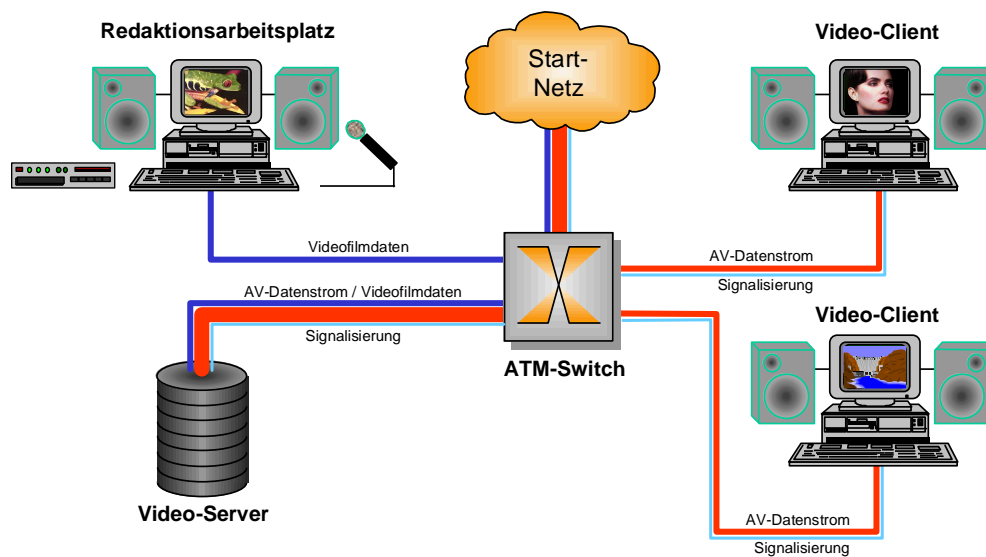 Redaktionsarbeitsplatz
Start-
Netz
Video-Client
Videofilmdaten
AV-Datenstrom
Signalisierung
AV-Datenstrom / Videofilmdaten
Signalisierung
ATM-Switch
Video-Client
Video-Server
AV-Datenstrom
Signalisierung